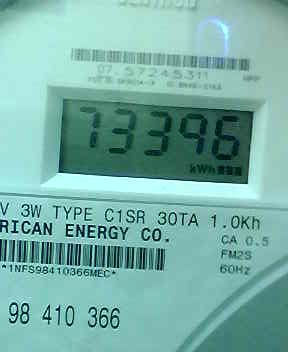 07.57245311
73396
kWh
V 3W TYPE C1SR 30TA 1.0Kh
RICAN ENERGY CO.
CA 0.5
FM2S
60Hz
*1NFS98410366MEC*
98 410 366